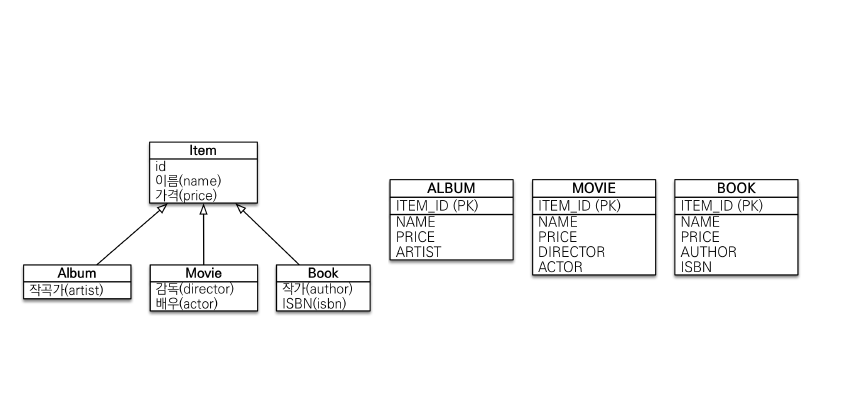 Item
id
이름(name)
가격(price)
Album
작곡가(artist)
Movie
감독(director)
배우(actor)
Book
작가(author)
ISBN(isbn)
ALBUM
ITEM_ID (PK)
NAME
PRICE
ARTIST
MOVIE
ITEM_ID (PK)
NAME
PRICE
DIRECTOR
ACTOR
BOOK
ITEM_ID (PK)
NAME
PRICE
AUTHOR
ISBN